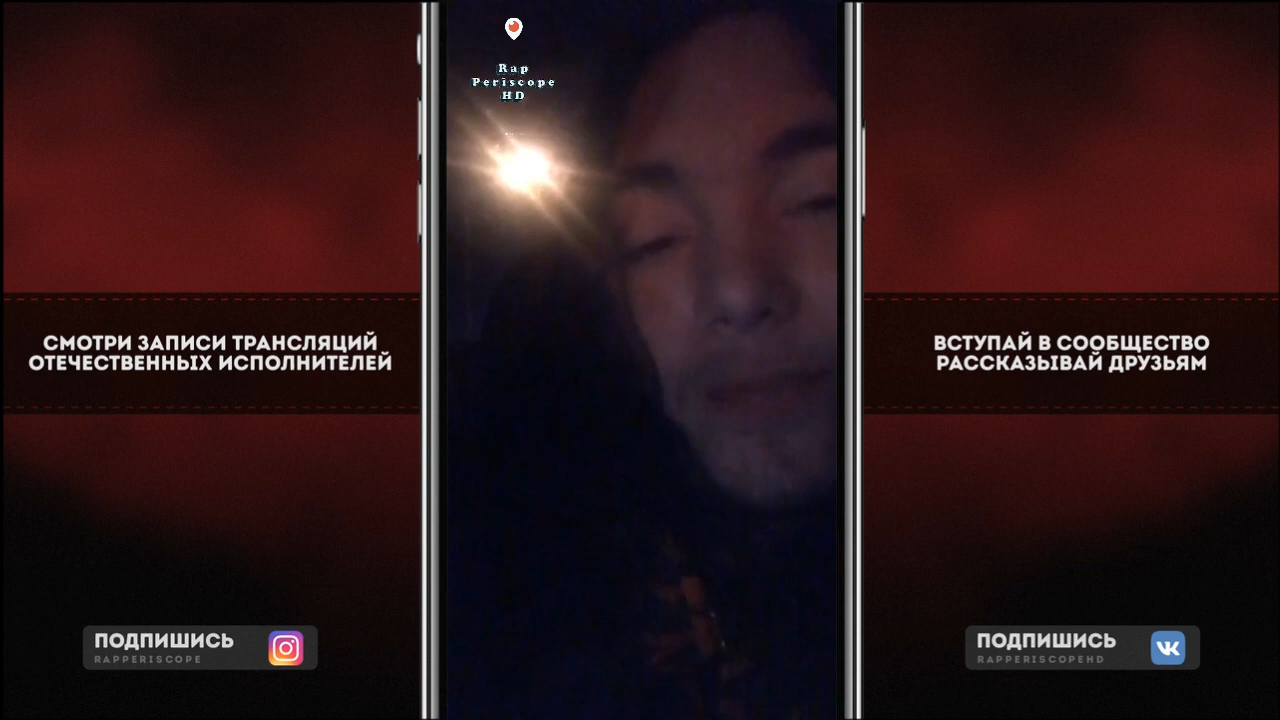 Rap
Periscope
HD
СМОТРИ ЗАПИСИ ТРАНСЛЯЦИЙ
ОТЕЧЕСТВЕННЫХ ИСПОЛНИТЕЛЕЙ
ВСТУПАЙ В СООБЩЕСТВО
РАССКАЗЫВАЙ ДРУЗЬЯМ
ПОДПИШИСЬ
RAPPERISCOPE
ПОДПИШИСЬ
RAPPERISCOPEHD